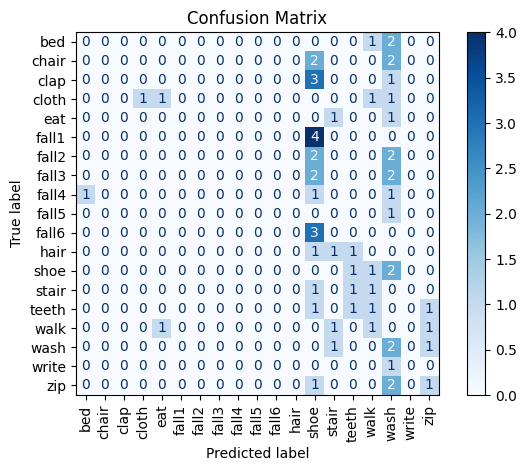 Confusion Matrix
True label
bed 0 0 0 0 0 0 0 0 0 0 0 0 0 0 0 1 2 0 0
chair 0 0 0 0 0 0 0 0 0 0 0 0 2 0 0 0 2 0 0
clap 0 0 0 0 0 0 0 0 0 0 0 0 3 0 0 0 1 0 0
cloth 0 0 0 1 1 0 0 0 0 0 0 0 0 0 0 1 1 0 0
eat 0 0 0 0 0 0 0 0 0 0 0 0 0 1 0 0 1 0 0
fall1 0 0 0 0 0 0 0 0 0 0 0 0 4 0 0 0 0 0 0
fall2 0 0 0 0 0 0 0 0 0 0 0 0 2 0 0 0 2 0 0
fall3 0 0 0 0 0 0 0 0 0 0 0 0 2 0 0 0 2 0 0
fall4 1 0 0 0 0 0 0 0 0 0 0 0 1 0 0 0 1 0 0
fall5 0 0 0 0 0 0 0 0 0 0 0 0 0 0 0 0 1 0 0
fall6 0 0 0 0 0 0 0 0 0 0 0 0 3 0 0 0 0 0 0
hair 0 0 0 0 0 0 0 0 0 0 0 0 1 1 1 0 0 0 0
shoe 0 0 0 0 0 0 0 0 0 0 0 0 0 0 1 1 2 0 0
stair 0 0 0 0 0 0 0 0 0 0 0 0 1 0 1 1 0 0 0
teeth 0 0 0 0 0 0 0 0 0 0 0 0 1 0 1 1 0 0 1
walk 0 0 0 0 1 0 0 0 0 0 0 0 0 1 0 1 0 0 1
wash 0 0 0 0 0 0 0 0 0 0 0 0 0 1 0 0 2 0 1
write 0 0 0 0 0 0 0 0 0 0 0 0 0 0 0 0 1 0 0
zip 0 0 0 0 0 0 0 0 0 0 0 0 1 0 0 0 2 0 1
bed chair clap cloth eat fall1 fall2 fall3 fall4 fall5 fall6 hair shoe stair teeth walk wash write zip
Predicted label
4.0
3.5
3.0
2.5
2.0
1.5
1.0
0.5
0.0